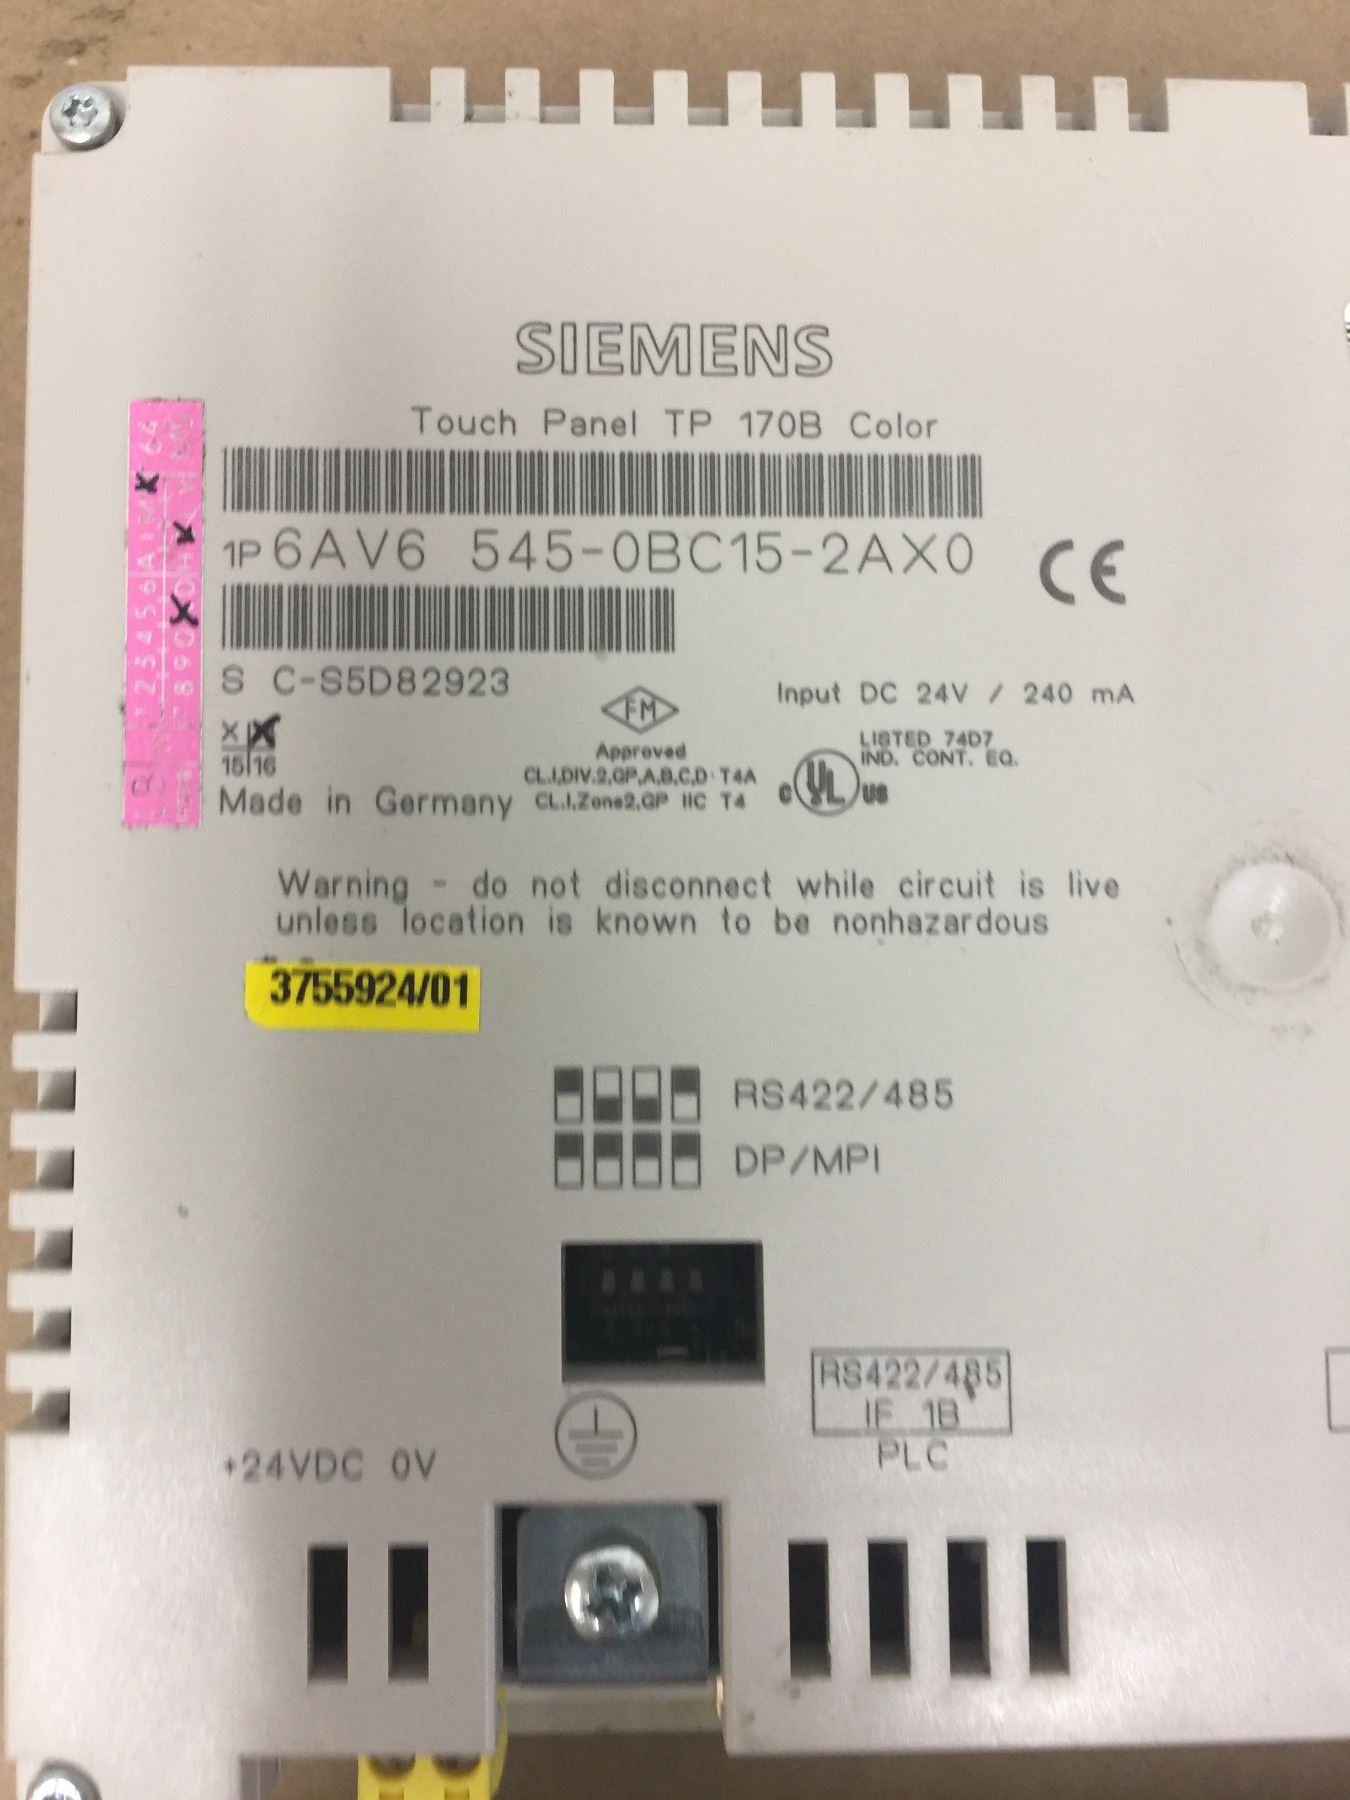 SIEMENS
Touch Panel TP 170B Color
1P 6AV6 545-0BC15-2AX0
CE
S C-S5D82923
X
15 16
Made in Germany
FM
Approved
CL.I,DIV.2,GP,A,B,C,D T4A
CL.I,Zone2,GP IIC T4
Input DC 24V / 240 mA
LISTED 74D7
IND. CONT. EQ.
C UL US
Warning - do not disconnect while circuit is live
unless location is known to be nonhazardous
3755924/01
RS422/485
DP/MPI
RS422/485
IF 1B
PLC
+24VDC 0V